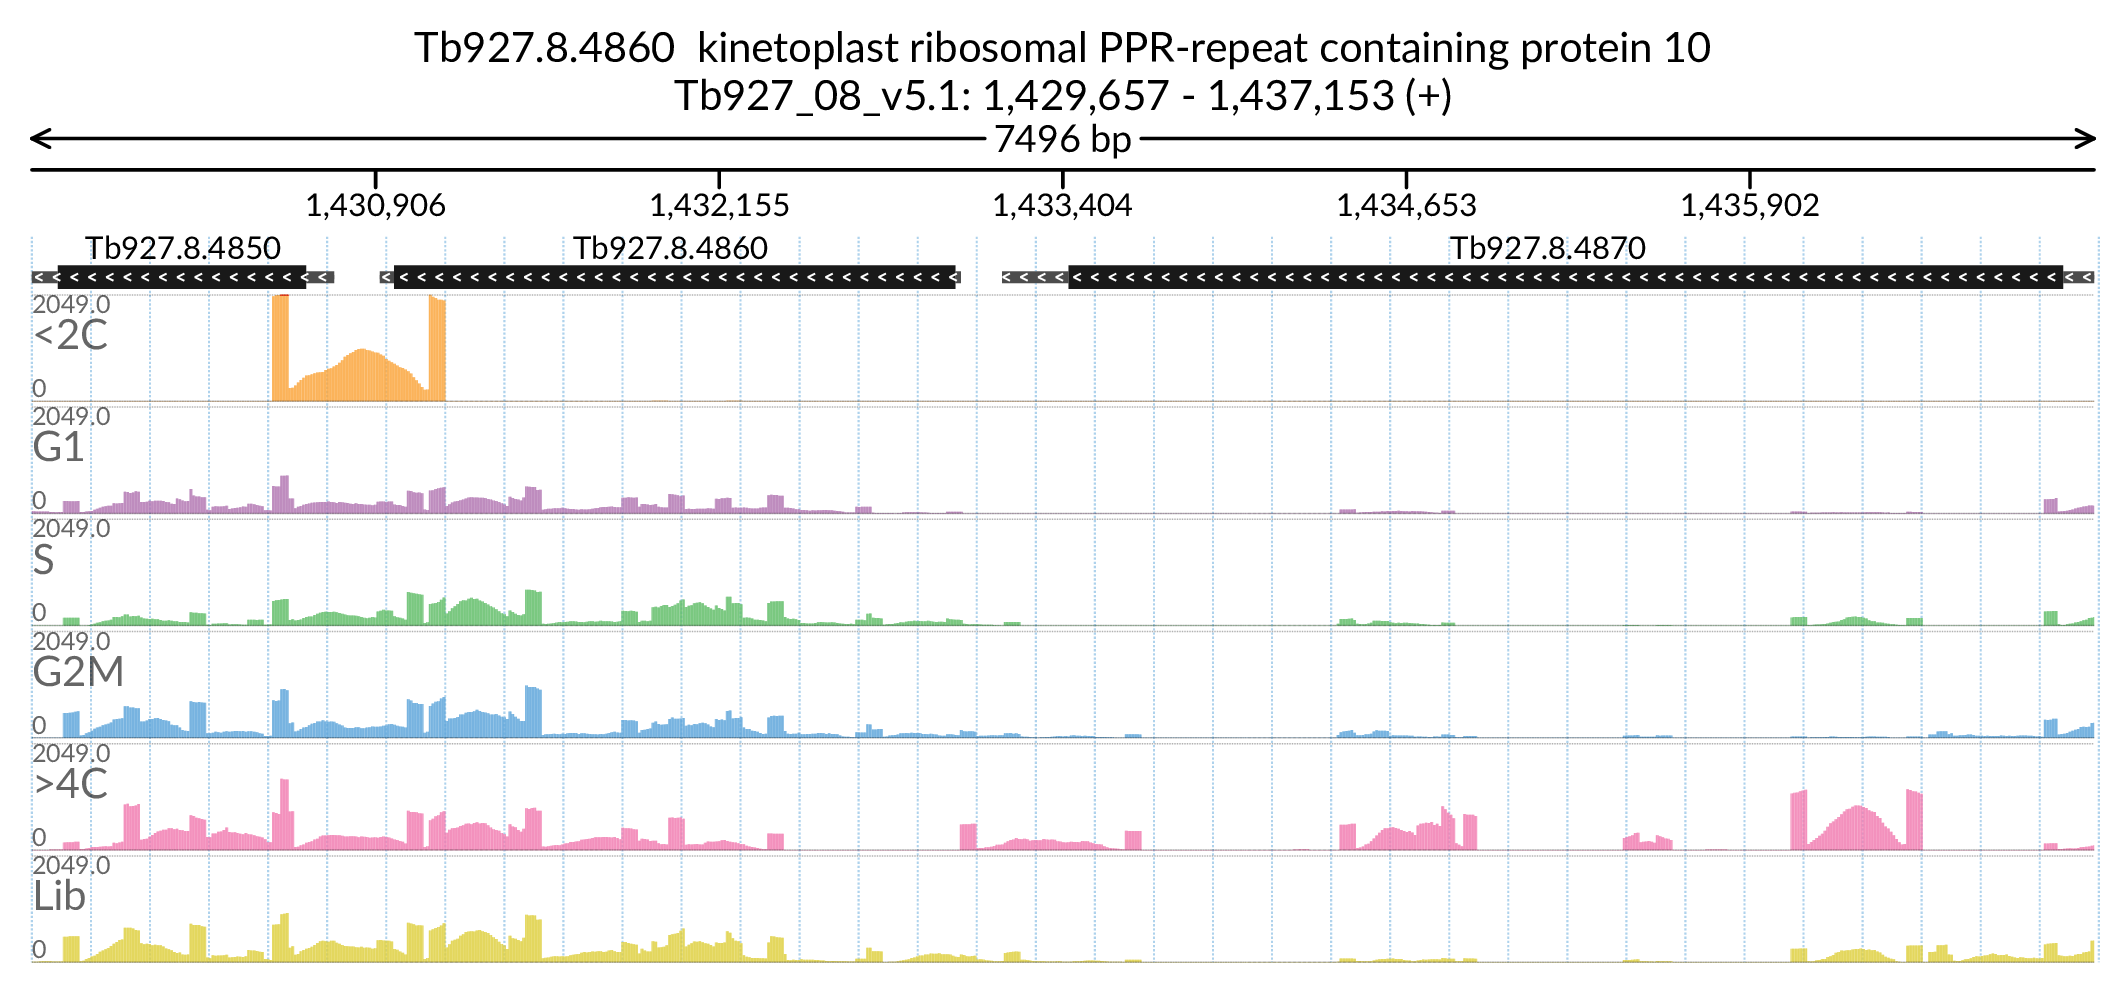 Tb927.8.4860  kinetoplast ribosomal PPR-repeat containing protein 10
Tb927_08_v5.1: 1,429,657 - 1,437,153 (+)
7496 bp
1,430,906 1,432,155 1,433,404 1,434,653 1,435,902
Tb927.8.4850 Tb927.8.4860 Tb927.8.4870
2049.0
<2C
0
2049.0
G1
0
2049.0
S
0
2049.0
G2M
0
2049.0
>4C
0
2049.0
Lib
0